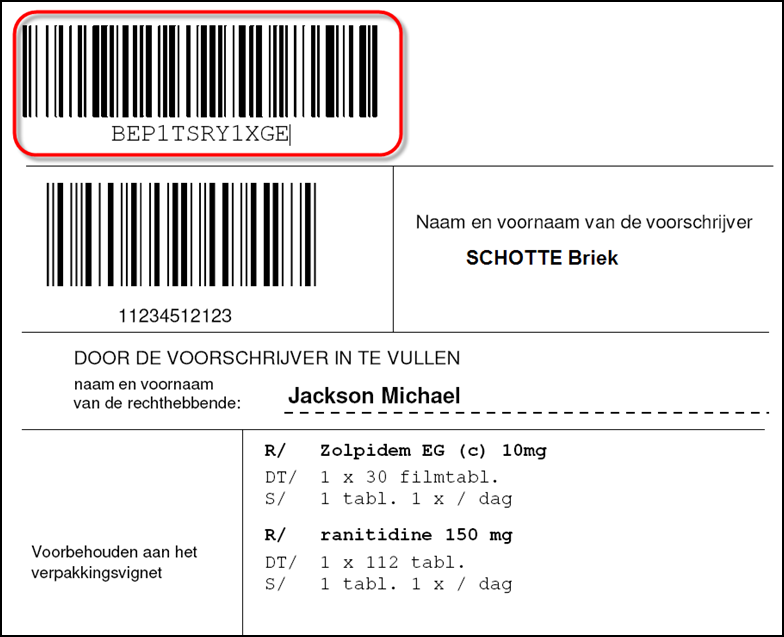 BEP1TSRY1XGE
11234512123
Naam en voornaam van de voorschrijver
SCHOTTE Briek
DOOR DE VOORSCHRIJVER IN TE VULLEN
naam en voornaam
van de rechthebbende:
Jackson Michael
Voorbehouden aan het
verpakkingsvignet
R/ Zolpidem EG (c) 10mg
DT/ 1 x 30 filmtabl.
S/ 1 tabl. 1 x / dag
R/ ranitidine 150 mg
DT/ 1 x 112 tabl.
S/ 1 tabl. 1 x / dag